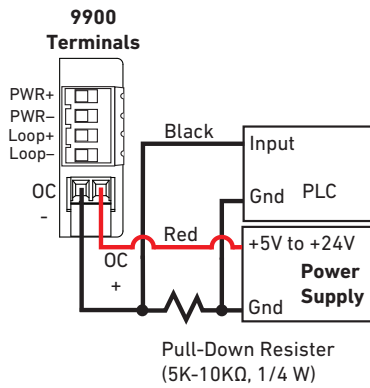 9900
Terminals
PWR+
PWR–
Loop+
Loop–
OC
-
OC
+
Black
Red
Input
Gnd PLC
+5V to +24V
Power
Supply
Gnd
Pull-Down Resister
(5K-10KΩ, 1/4 W)